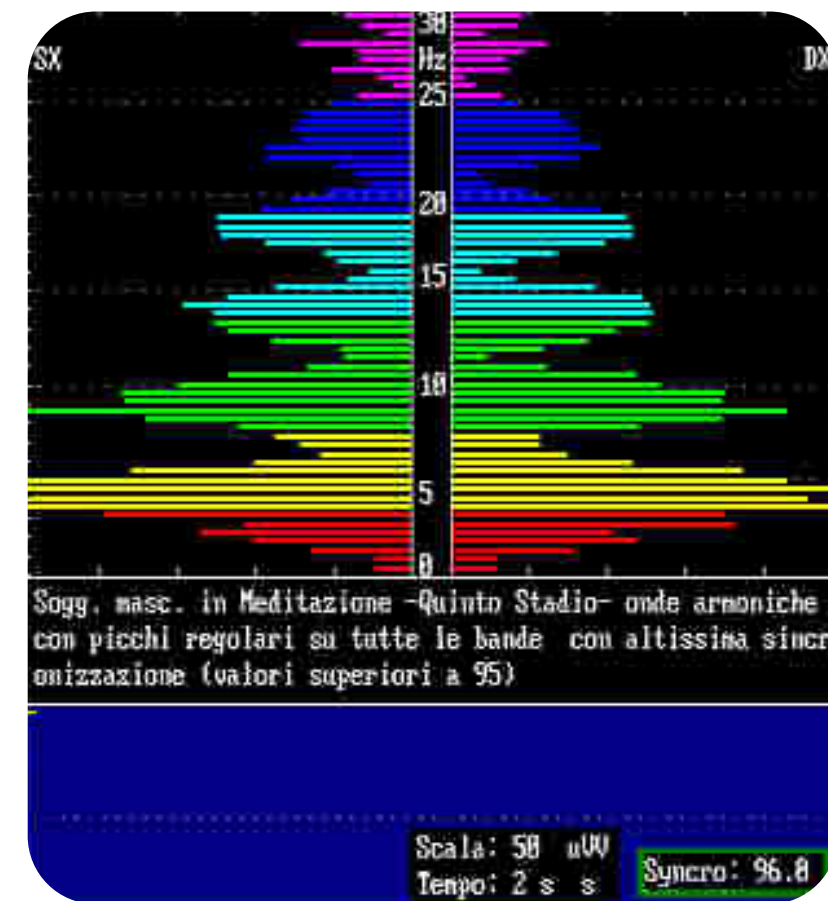 30
SX Hz DX
25
20
15
10
5
0
Sogg. masc. in Meditazione -Quinto Stadio- onde armoniche
con picchi regolari su tutte le bande con altissima sincr
onizzazione (valori superiori a 95)
Scala: 50 uVV
Tempo: 2 s s
Syncro: 96.0